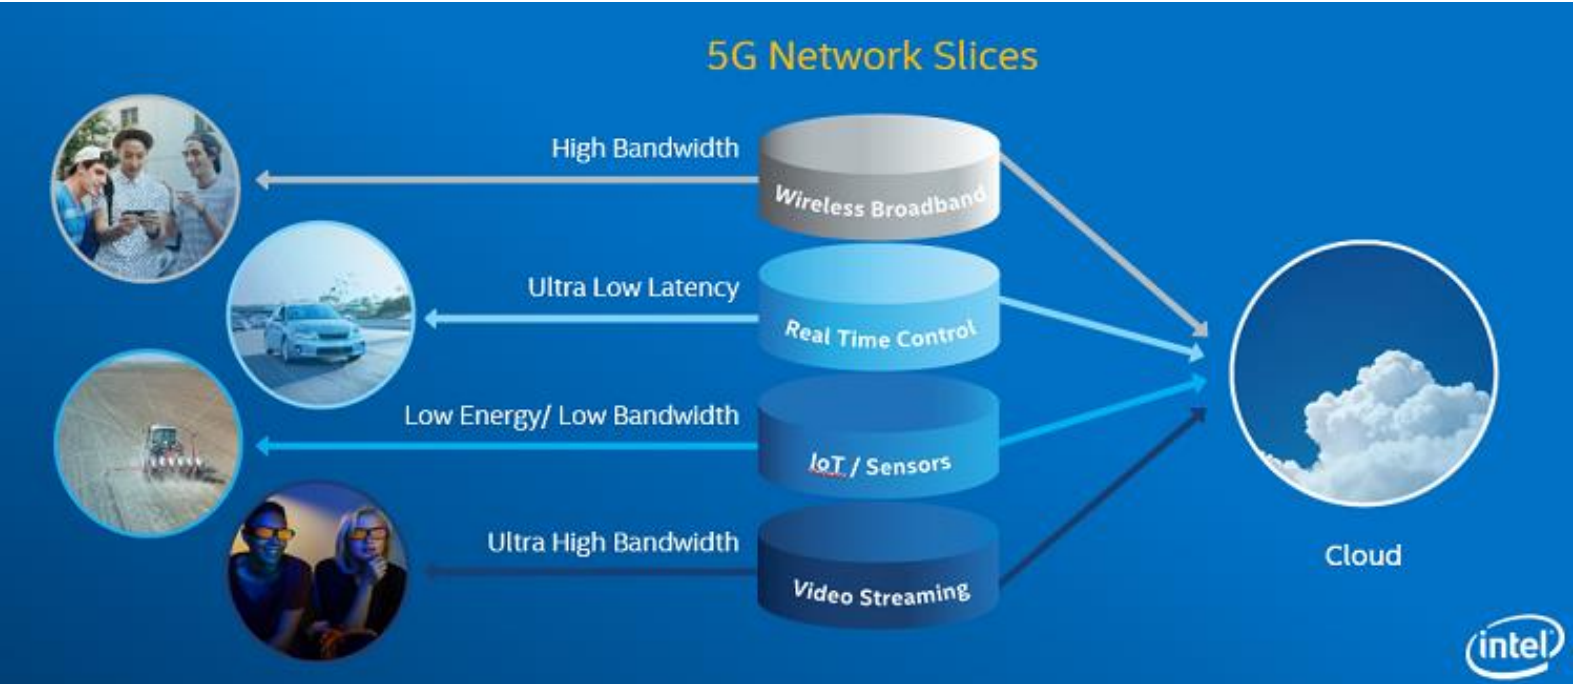 5G Network Slices
High Bandwidth
Wireless Broadband
Ultra Low Latency
Real Time Control
Low Energy/ Low Bandwidth
IoT / Sensors
Ultra High Bandwidth
Video Streaming
Cloud
intel